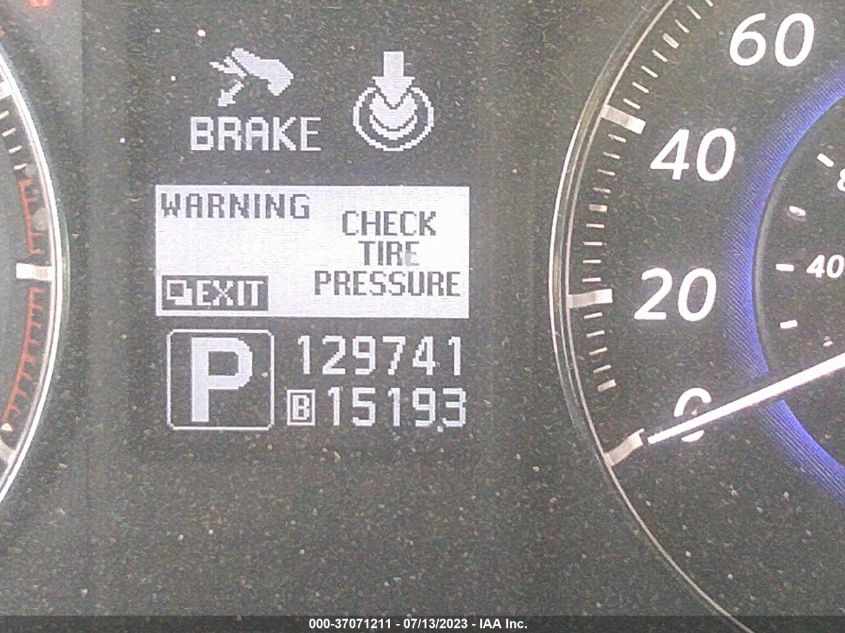 60
BRAKE
40
WARNING
CHECK
TIRE
PRESSURE
EXIT
40
20
P
129741
B 15193.
0
000-37071211 - 07/13/2023 - IAA Inc.